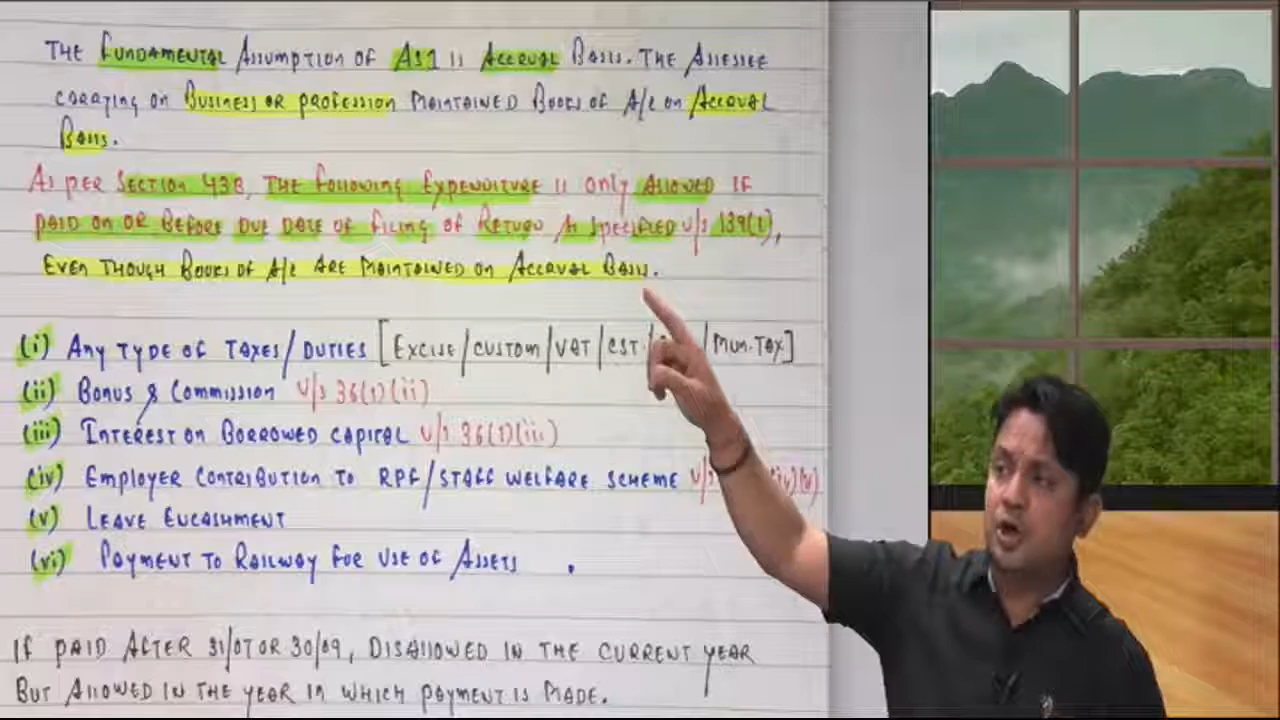 THE FUNDAMENTAL ASSUMPTION OF AS1 IS ACCRUAL BASIS. THE ASSESSEE
CARRYING ON BUSINESS OR PROFESSION MAINTAINED BOOKS OF A/C ON ACCRUAL
BASIS.
AS PER SECTION 43B, THE FOLLOWING EXPENDITURE IS ONLY ALLOWED IF
PAID ON OR BEFORE DUE DATE OF FILING OF RETURN AS SPECIFIED U/S 139(1),
EVEN THOUGH BOOKS OF A/C ARE MAINTAINED ON ACCRUAL BASIS.
(i) ANY TYPE OF TAXES/DUTIES [EXCISE/CUSTOM/VAT/CST/ /MUN.TAX]
(ii) BONUS & COMMISSION U/S 36(1)(ii)
(iii) INTEREST ON BORROWED CAPITAL U/S 36(1)(iii)
(iv) EMPLOYER CONTRIBUTION TO RPF/STAFF WELFARE SCHEME U/S (iv)(v)
(v) LEAVE ENCASHMENT
(vi) PAYMENT TO RAILWAY FOR USE OF ASSETS .
IF PAID AFTER 31/07 OR 30/09, DISALLOWED IN THE CURRENT YEAR
BUT ALLOWED IN THE YEAR IN WHICH PAYMENT IS MADE.